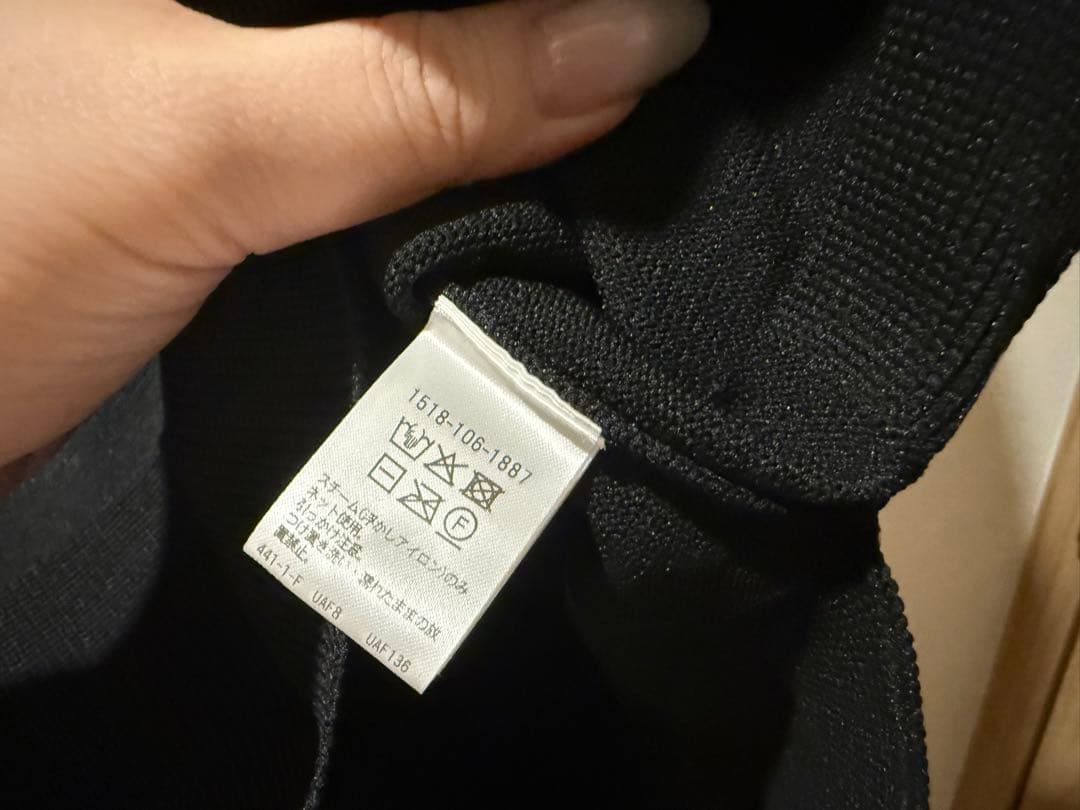 1518-106-1887
F
スチーム(浮かしアイロン)のみ
ネット使用。
引っかけ注意。
つけ置き洗い、濡れたままの放
置禁止。
441-1-F UAF8 UAF136